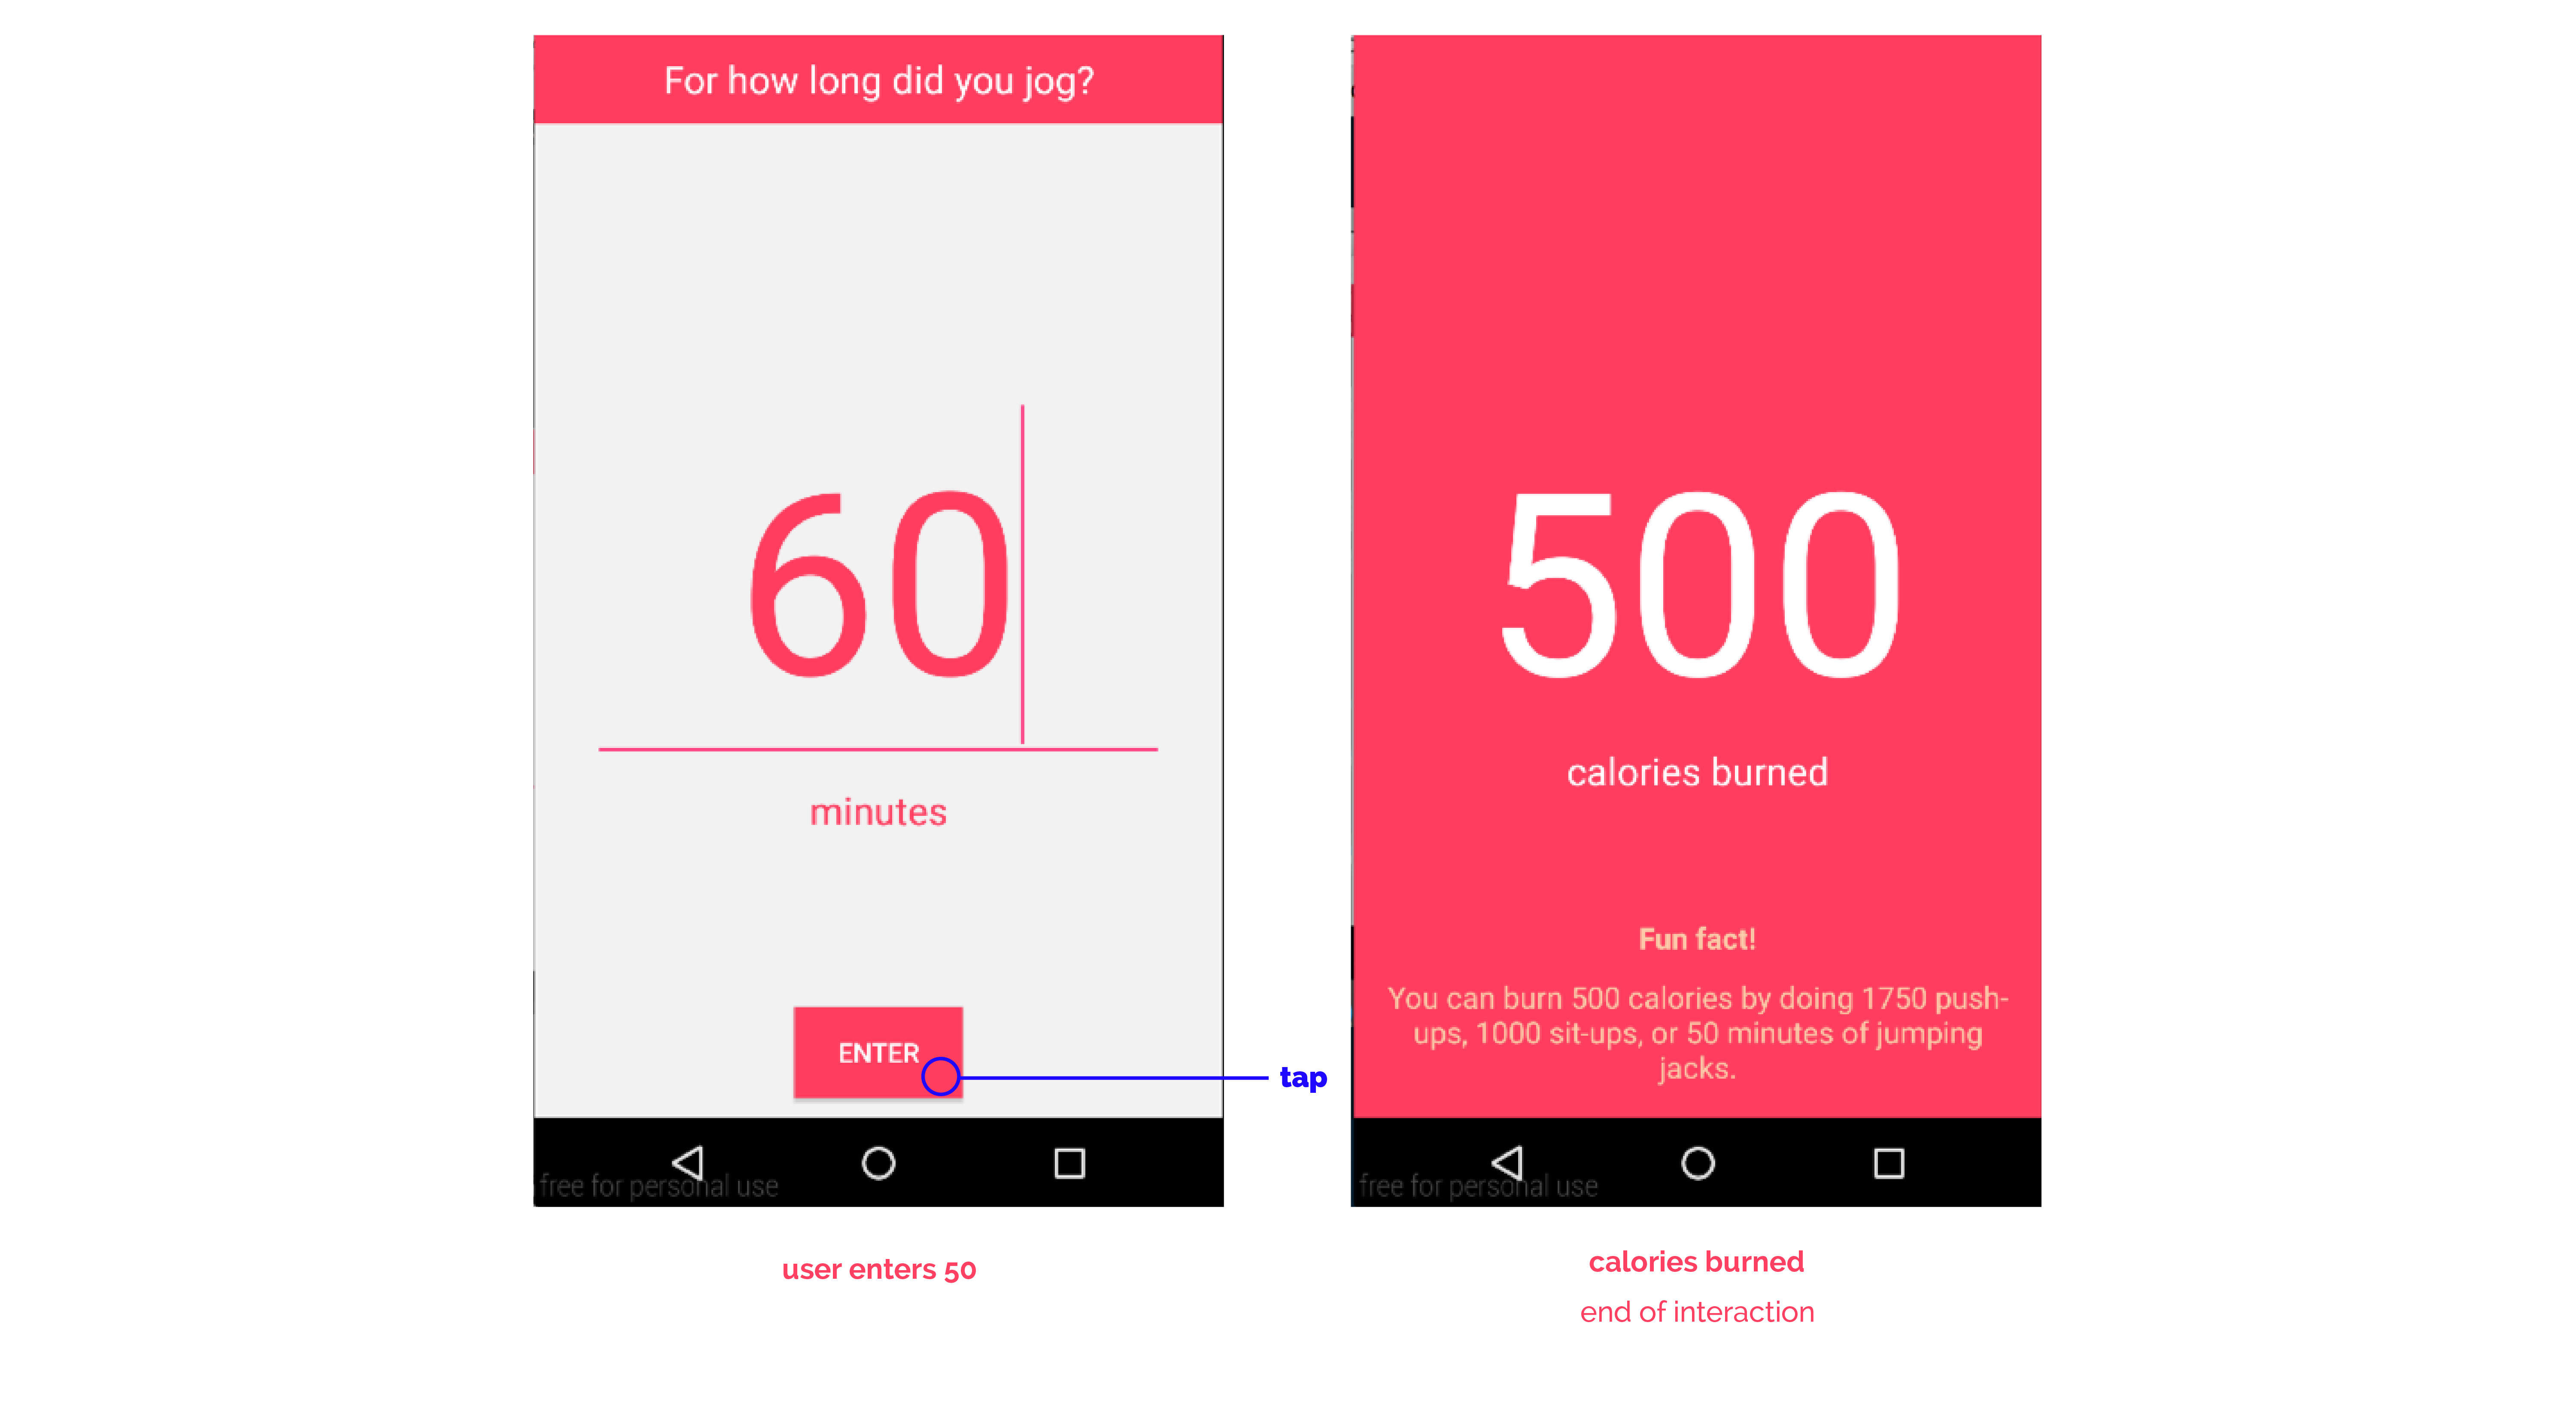 For how long did you jog?
60
minutes
ENTER
tap
free for personal use
user enters 50
500
calories burned
Fun fact!
You can burn 500 calories by doing 1750 push-
ups, 1000 sit-ups, or 50 minutes of jumping
jacks.
free for personal use
calories burned
end of interaction